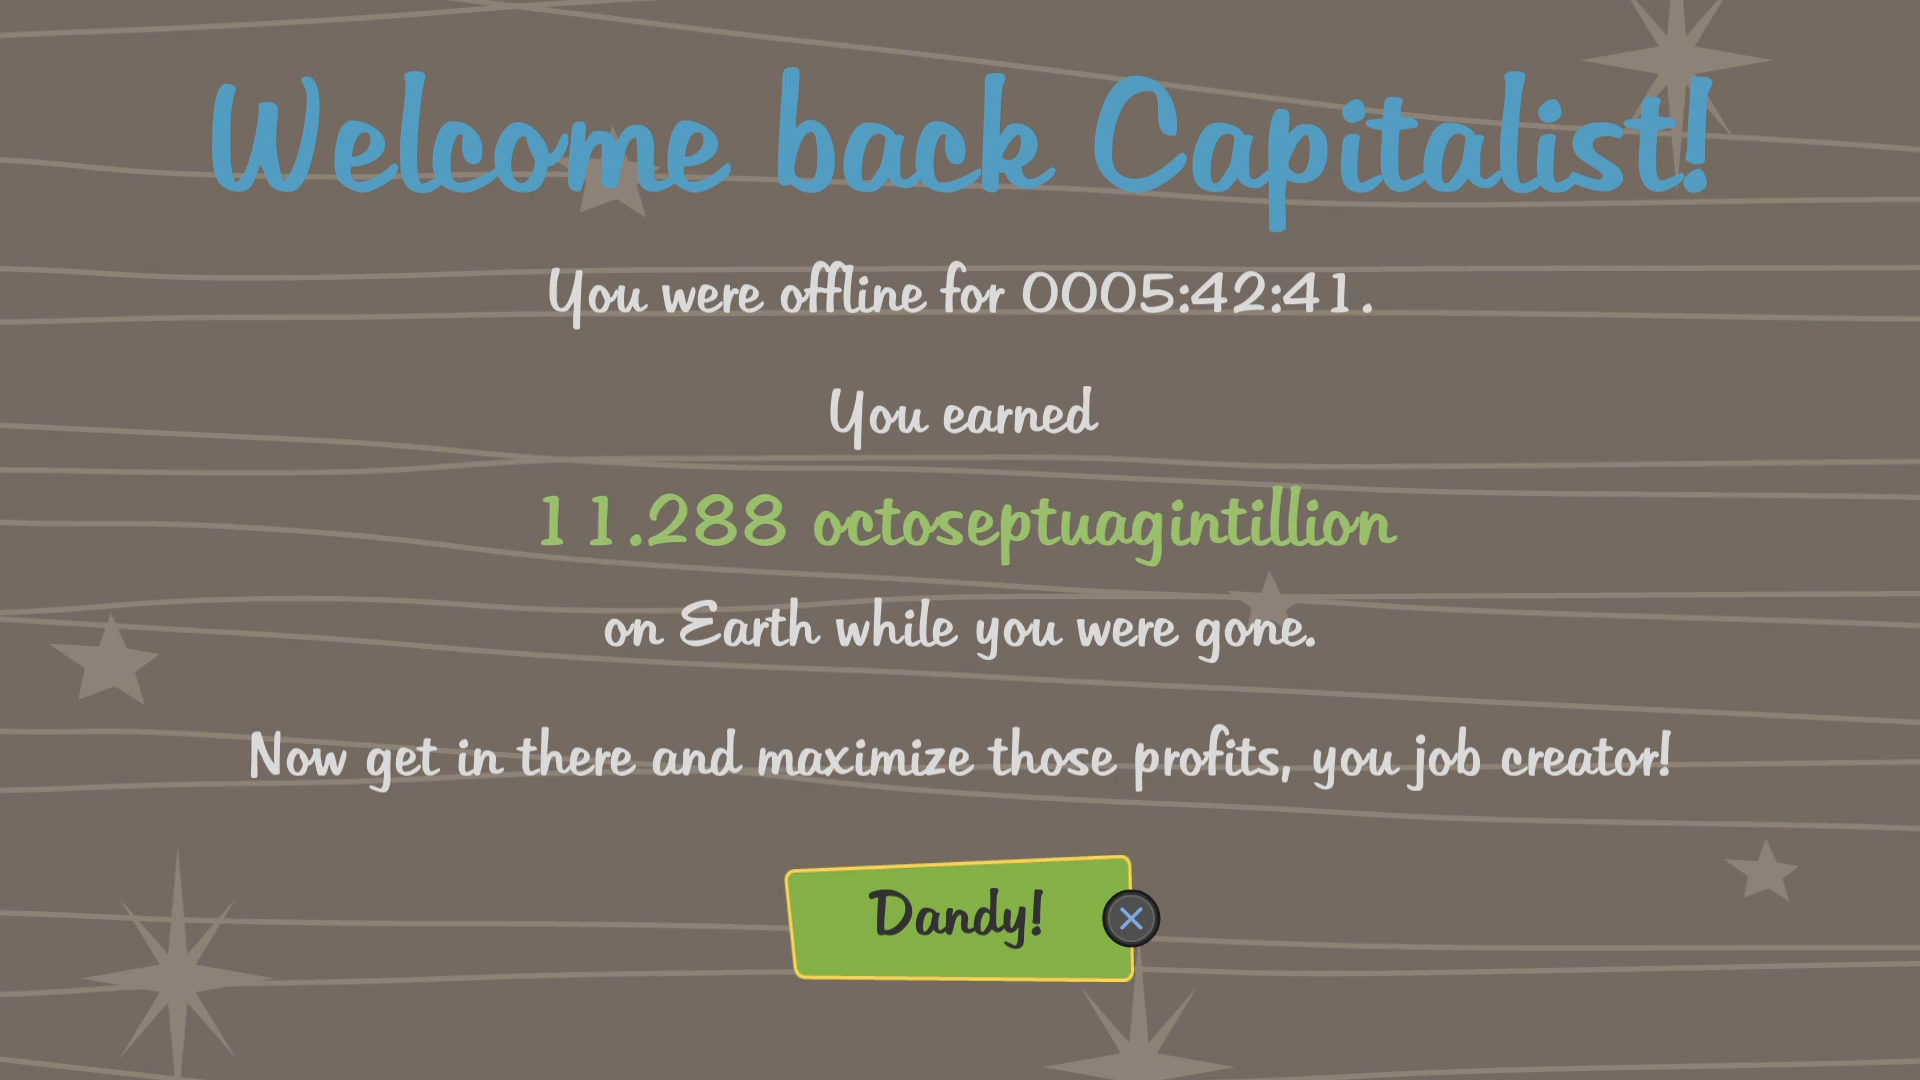 Welcome back Capitalist!
You were offline for 0005:42:41.
You earned
11.288 octoseptuagintillion
on Earth while you were gone.
Now get in there and maximize those profits, you job creator!
Dandy!